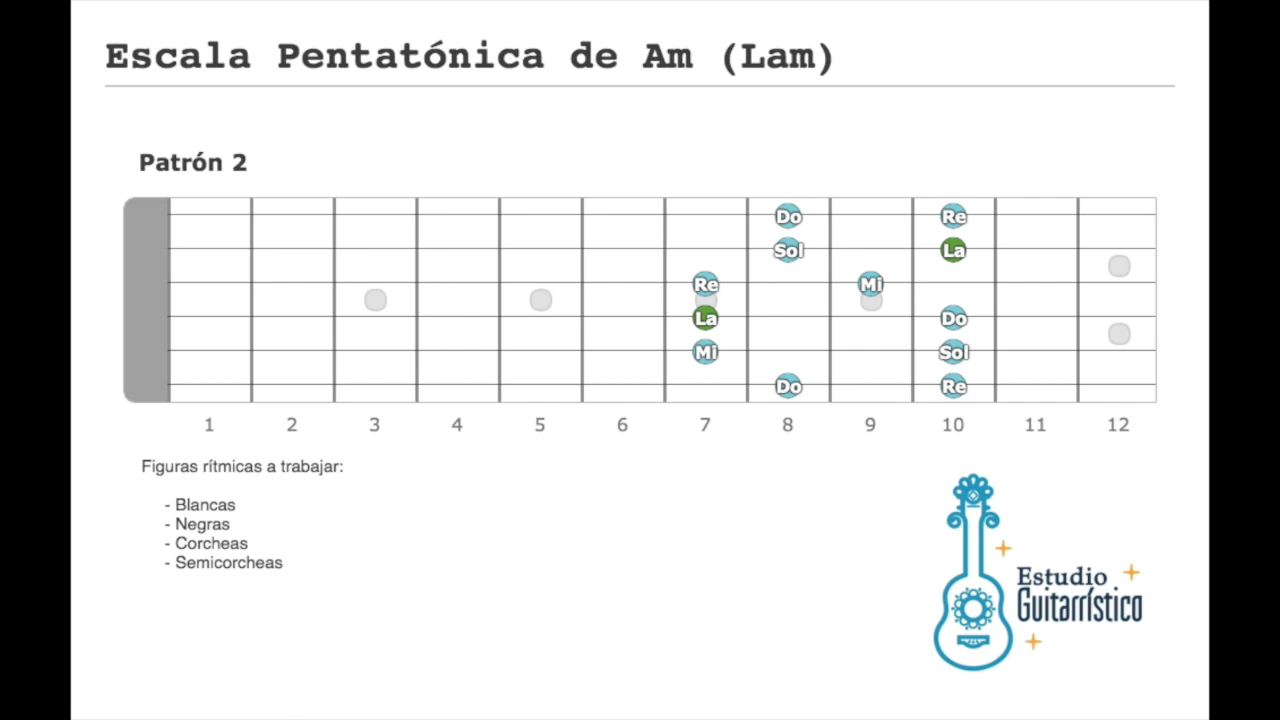 Escala Pentatónica de Am (Lam)
Patrón 2
Do Re
Sol La
Re Mi
La Do
Mi Sol
Do Re
1 2 3 4 5 6 7 8 9 10 11 12
Figuras rítmicas a trabajar:
- Blancas
- Negras
- Corcheas
- Semicorcheas
Estudio
Guitarrístico